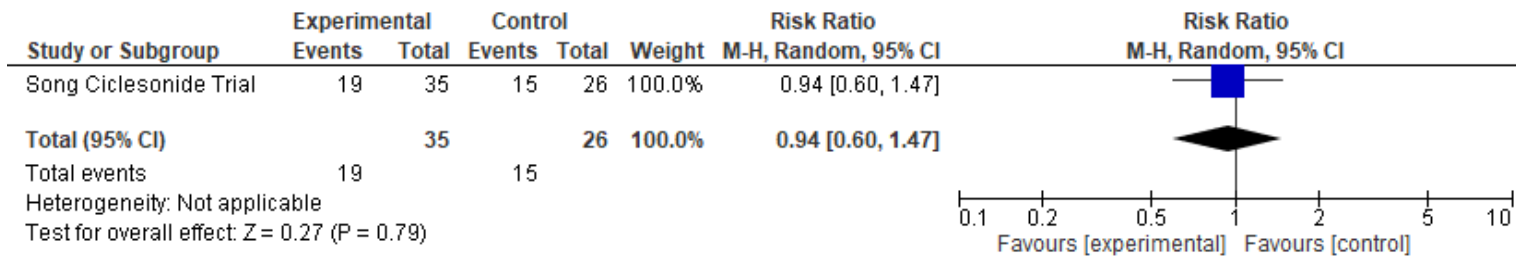 Experimental Control Risk Ratio Risk Ratio
Study or Subgroup Events Total Events Total Weight M-H, Random, 95% CI M-H, Random, 95% CI
Song Ciclesonide Trial 19 35 15 26 100.0% 0.94 [0.60, 1.47]
Total (95% CI) 35 26 100.0% 0.94 [0.60, 1.47]
Total events 19 15
Heterogeneity: Not applicable
Test for overall effect: Z = 0.27 (P = 0.79)
0.1 0.2 0.5 1 2 5 10
Favours [experimental] Favours [control]